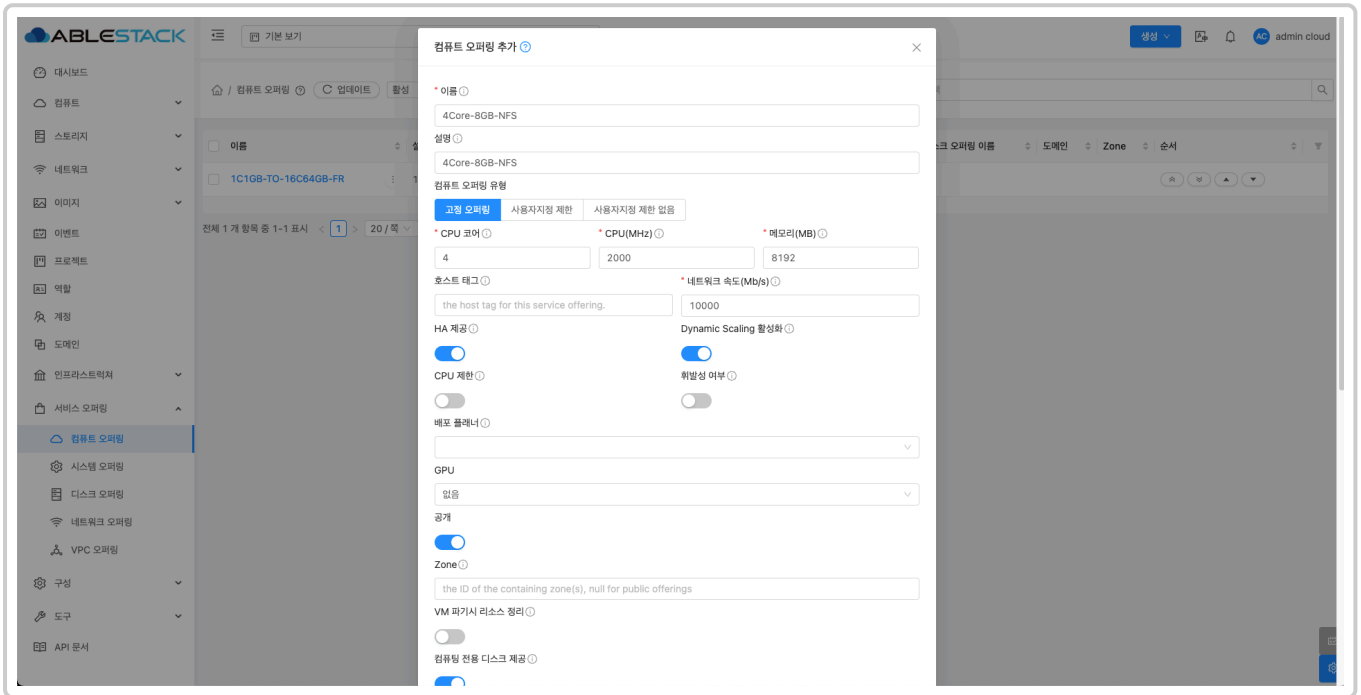 ABLESTACK
기본 보기
생성
AC admin cloud
대시보드
컴퓨트
스토리지
네트워크
이미지
이벤트
프로젝트
역할
계정
도메인
인프라스트럭쳐
서비스 오퍼링
컴퓨트 오퍼링
시스템 오퍼링
디스크 오퍼링
네트워크 오퍼링
VPC 오퍼링
구성
도구
API 문서
/ 컴퓨트 오퍼링 업데이트 활성
이름
스크 오퍼링 이름 도메인 Zone 순서
1C1GB-TO-16C64GB-FR
전체 1 개 항목 중 1-1 표시 < 1 > 20 / 쪽
컴퓨트 오퍼링 추가
* 이름
4Core-8GB-NFS
설명
4Core-8GB-NFS
컴퓨트 오퍼링 유형
고정 오퍼링 사용자지정 제한 사용자지정 제한 없음
* CPU 코어 * CPU(MHz) * 메모리(MB)
4 2000 8192
호스트 태그 * 네트워크 속도(Mb/s)
the host tag for this service offering. 10000
HA 제공 Dynamic Scaling 활성화
CPU 제한 휘발성 여부
배포 플래너
GPU
없음
공개
Zone
the ID of the containing zone(s), null for public offerings
VM 파기시 리소스 정리
컴퓨팅 전용 디스크 제공